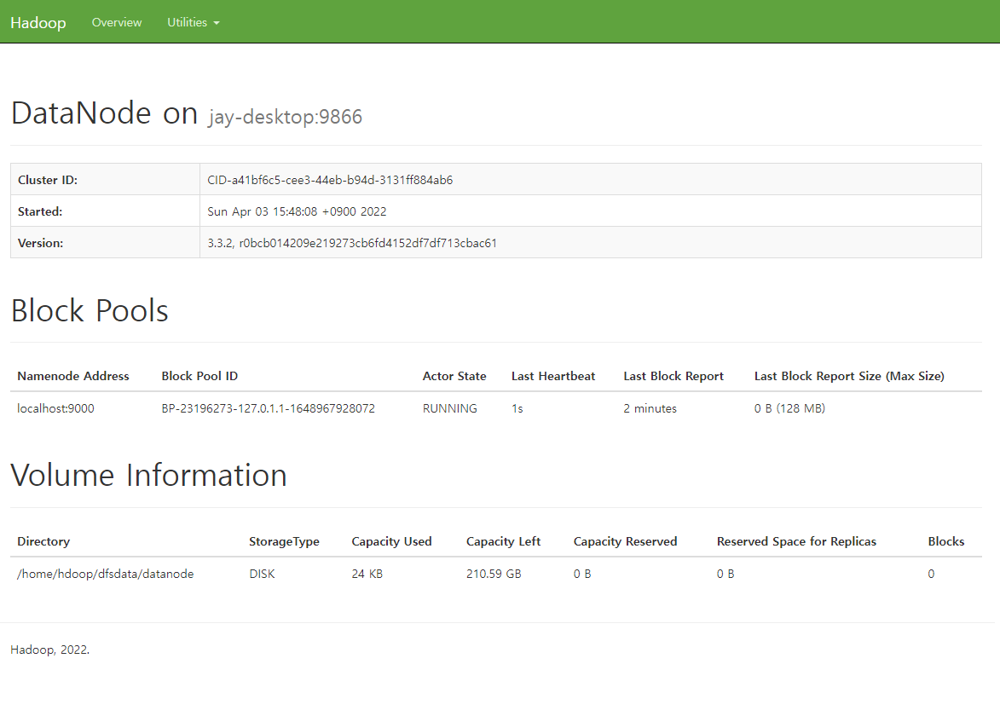 Hadoop Overview Utilities
DataNode on jay-desktop:9866
Cluster ID: CID-a41bf6c5-cee3-44eb-b94d-3131ff884ab6
Started: Sun Apr 03 15:48:08 +0900 2022
Version: 3.3.2, r0bcb014209e219273cb6fd4152df7df713cbac61
Block Pools
Namenode Address Block Pool ID Actor State Last Heartbeat Last Block Report Last Block Report Size (Max Size)
localhost:9000 BP-23196273-127.0.1.1-1648967928072 RUNNING 1s 2 minutes 0 B (128 MB)
Volume Information
Directory StorageType Capacity Used Capacity Left Capacity Reserved Reserved Space for Replicas Blocks
/home/hdoop/dfsdata/datanode DISK 24 KB 210.59 GB 0 B 0 B 0
Hadoop, 2022.